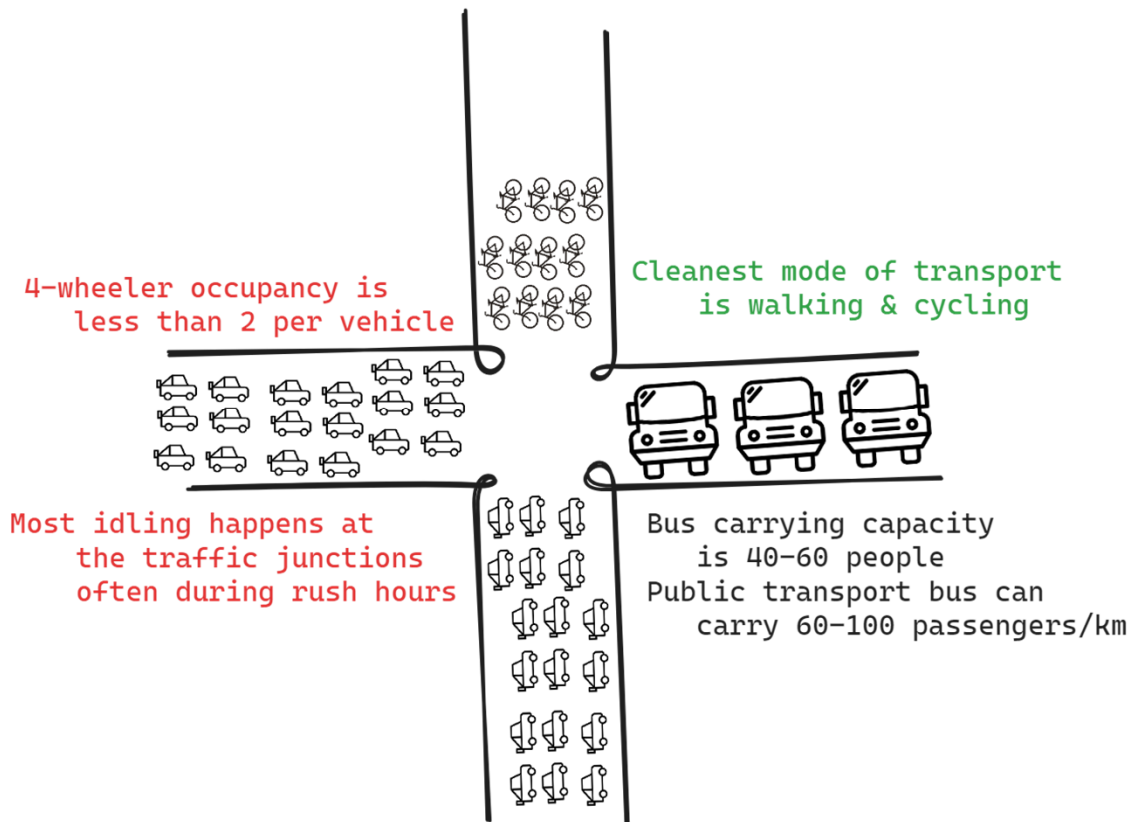 4-wheeler occupancy is
less than 2 per vehicle
Cleanest mode of transport
is walking & cycling
Most idling happens at
the traffic junctions
often during rush hours
Bus carrying capacity
is 40-60 people
Public transport bus can
carry 60-100 passengers/km